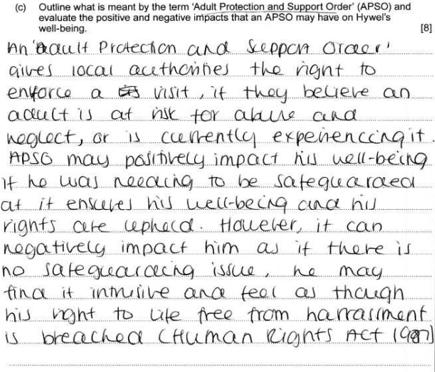 (c) Outline what is meant by the term 'Adult Protection and Support Order' (APSO) and
evaluate the positive and negative impacts that an APSO may have on Hywel's
well-being. [8]
An 'Adult Protection and Support Order'
gives local authorities the right to
enforce a visit, if they believe an
adult is at risk for abuse and
neglect, or is currently experiencing it.
APSO may positively impact his well-being
if he was needing to be safeguarded
as it ensures his well-being and his
rights are upheld. However, it can
negatively impact him as if there is
no safeguarding issue, he may
find it intrusive and feel as though
his right to life free from harrassment
is breached (Human Rights Act